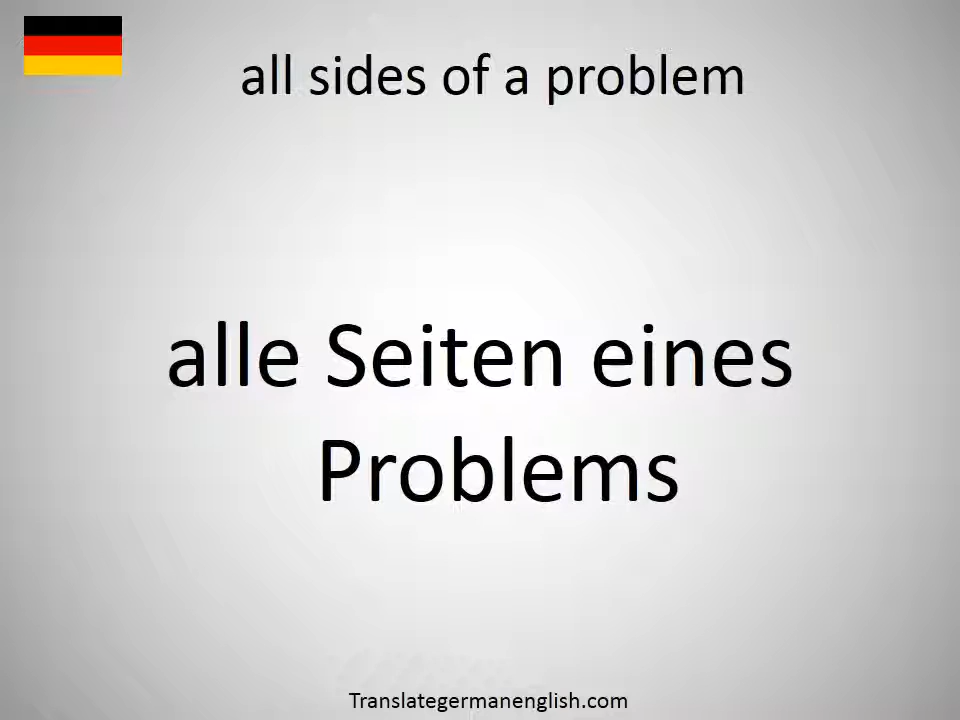 all sides of a problem
alle Seiten eines
Problems
Translategermanenglish.com